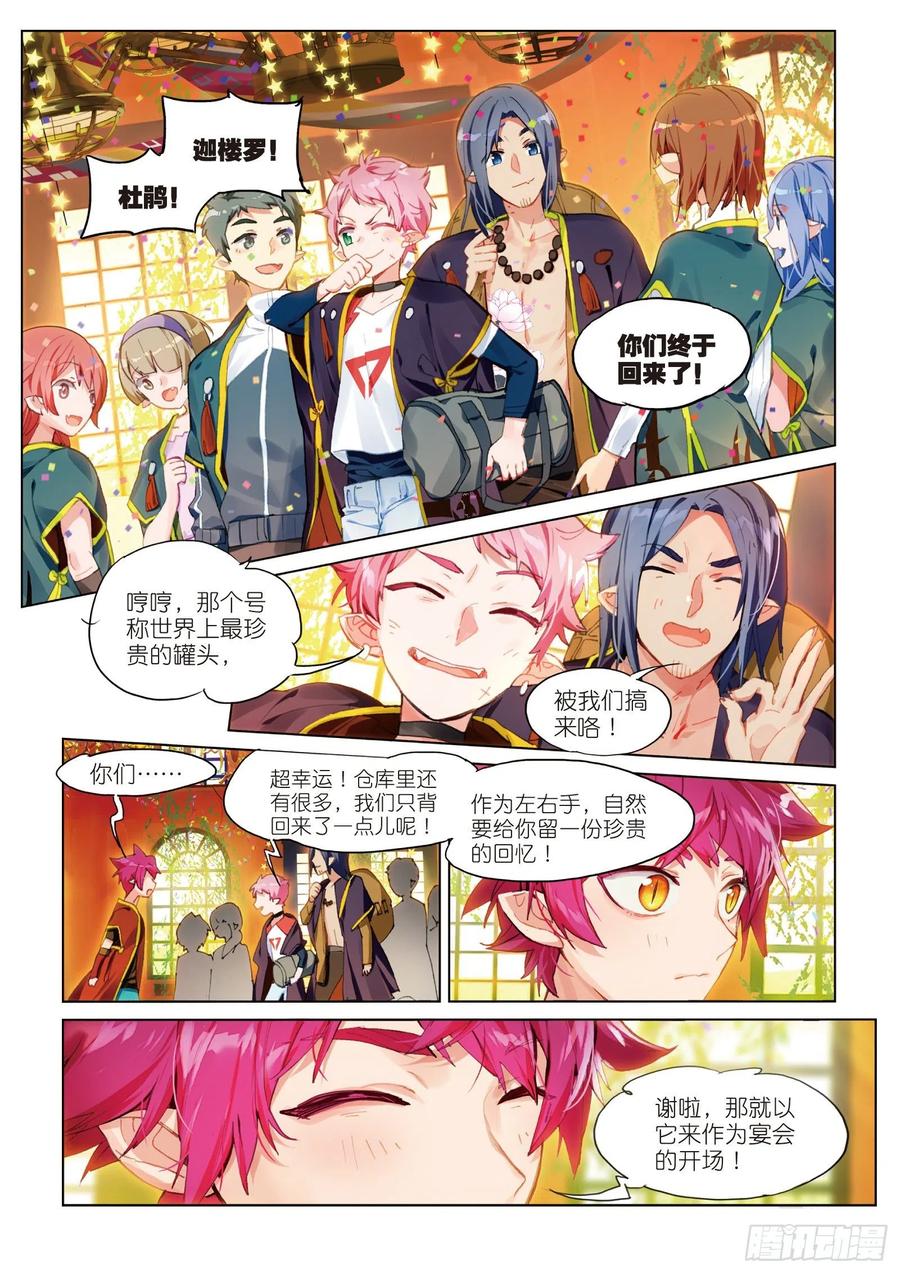 迦楼罗！
杜鹃！
你们终于
回来了！
哼哼，那个号
称世界上最珍
贵的罐头，
被我们搞
来咯！
你们……
超幸运！仓库里还
有很多，我们只背
回来了一点儿呢！
作为左右手，自然
要给你留一份珍贵
的回忆！
谢啦，那就以
它来作为宴会
的开场！
腾讯动漫